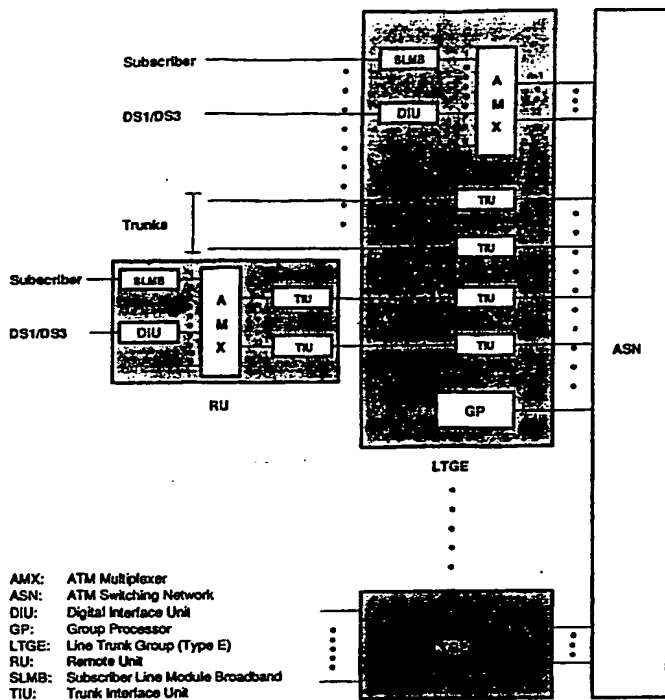 Subscriber
SLMB
A
M
X
DS1/DS3
DIU
TIU
Trunks
TIU
Subscriber
SLMB
A
M
X
TIU
TIU
DS1/DS3
DIU
TIU
TIU
ASN
RU
GP
LTGE
AMX: ATM Multiplexer
ASN: ATM Switching Network
DIU: Digital Interface Unit
GP: Group Processor
LTGE: Line Trunk Group (Type E)
RU: Remote Unit
SLMB: Subscriber Line Module Broadband
TIU: Trunk Interface Unit